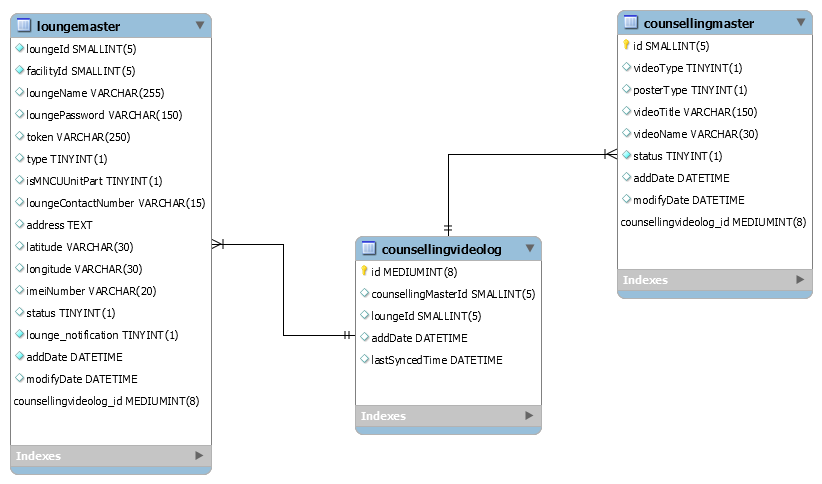 loungemaster
loungeId SMALLINT(5)
facilityId SMALLINT(5)
loungeName VARCHAR(255)
loungePassword VARCHAR(150)
token VARCHAR(250)
type TINYINT(1)
isMNCUUnitPart TINYINT(1)
loungeContactNumber VARCHAR(15)
address TEXT
latitude VARCHAR(30)
longitude VARCHAR(30)
imeiNumber VARCHAR(20)
status TINYINT(1)
lounge_notification TINYINT(1)
addDate DATETIME
modifyDate DATETIME
counsellingvideolog_id MEDIUMINT(8)
Indexes
counsellingvideolog
id MEDIUMINT(8)
counsellingMasterId SMALLINT(5)
loungeId SMALLINT(5)
addDate DATETIME
lastSyncedTime DATETIME
Indexes
counsellingmaster
id SMALLINT(5)
videoType TINYINT(1)
posterType TINYINT(1)
videoTitle VARCHAR(150)
videoName VARCHAR(30)
status TINYINT(1)
addDate DATETIME
modifyDate DATETIME
counsellingvideolog_id MEDIUMINT(8)
Indexes